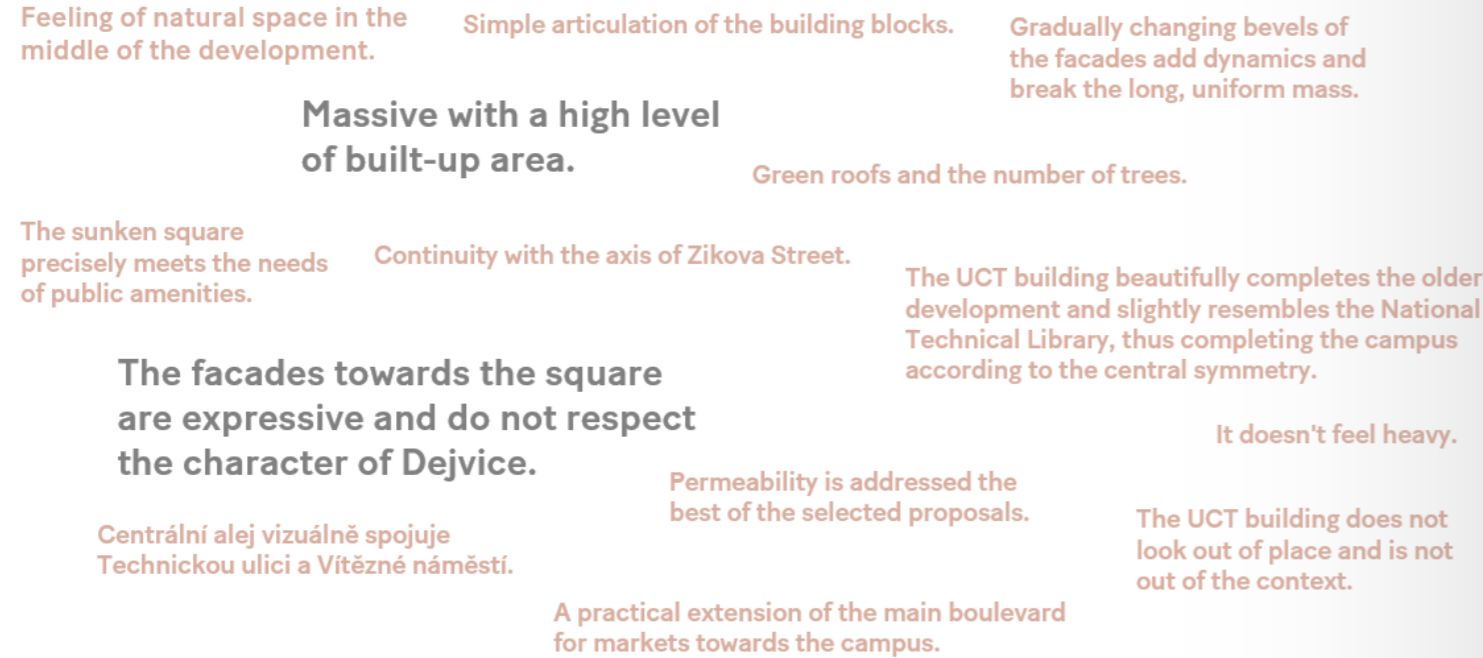 Feeling of natural space in the
middle of the development.
Simple articulation of the building blocks.
Gradually changing bevels of
the facades add dynamics and
break the long, uniform mass.
Massive with a high level
of built-up area.
Green roofs and the number of trees.
The sunken square
precisely meets the needs
of public amenities.
Continuity with the axis of Zikova Street.
The UCT building beautifully completes the older
development and slightly resembles the National
Technical Library, thus completing the campus
according to the central symmetry.
The facades towards the square
are expressive and do not respect
the character of Dejvice.
It doesn't feel heavy.
Permeability is addressed the
best of the selected proposals.
Centrální alej vizuálně spojuje
Technickou ulici a Vítězné náměstí.
The UCT building does not
look out of place and is not
out of the context.
A practical extension of the main boulevard
for markets towards the campus.